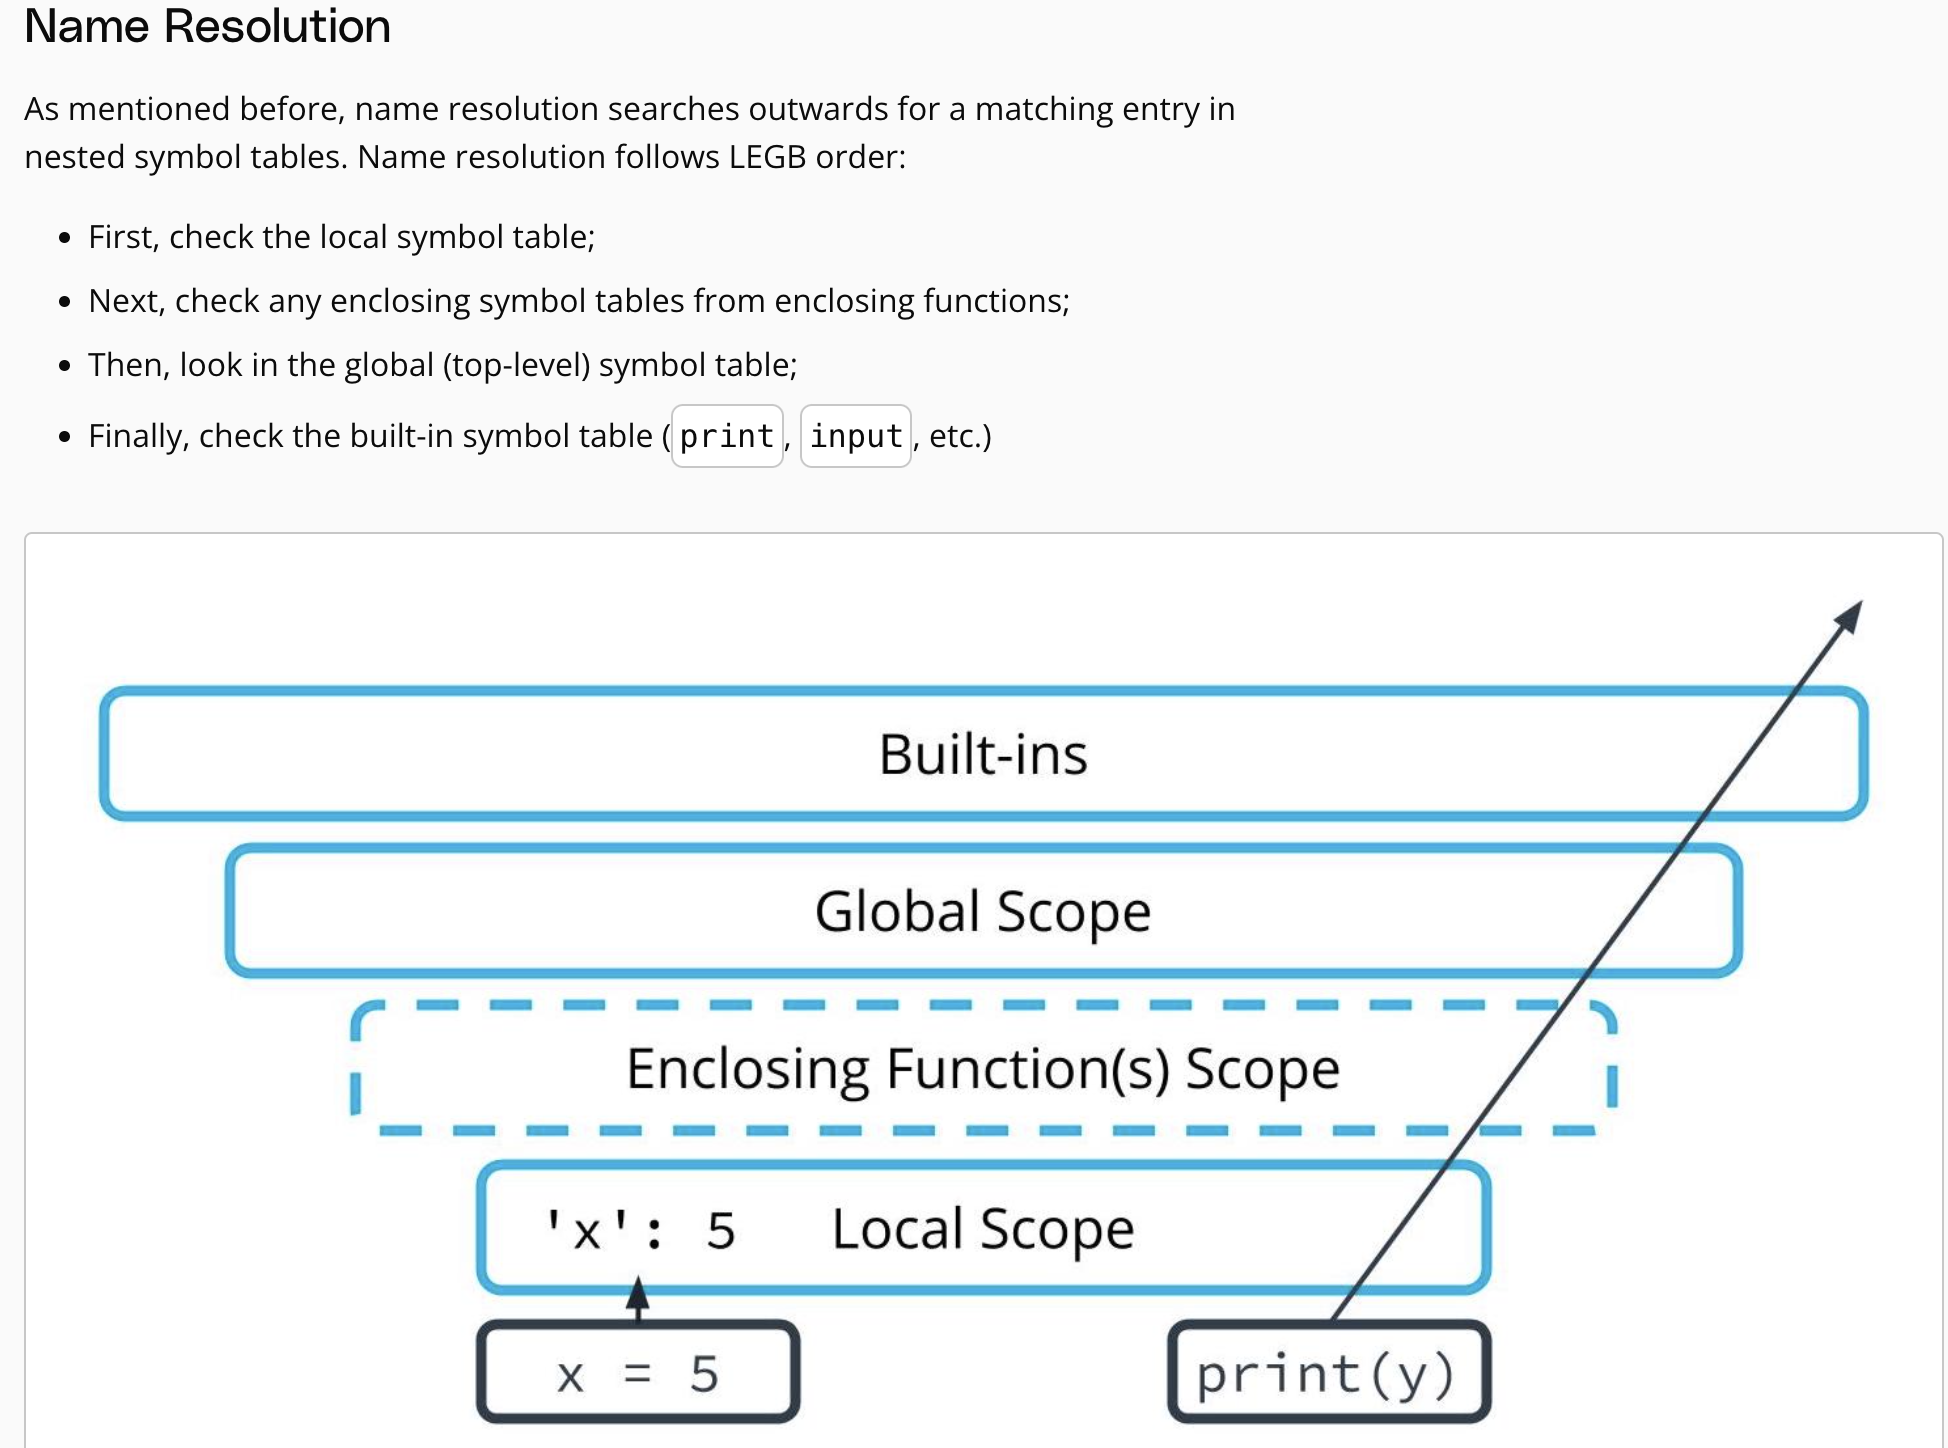 Name Resolution
As mentioned before, name resolution searches outwards for a matching entry in
nested symbol tables. Name resolution follows LEGB order:
• First, check the local symbol table;
• Next, check any enclosing symbol tables from enclosing functions;
• Then, look in the global (top-level) symbol table;
• Finally, check the built-in symbol table (print, input, etc.)
Built-ins
Global Scope
Enclosing Function(s) Scope
'x': 5 Local Scope
x = 5 print(y)